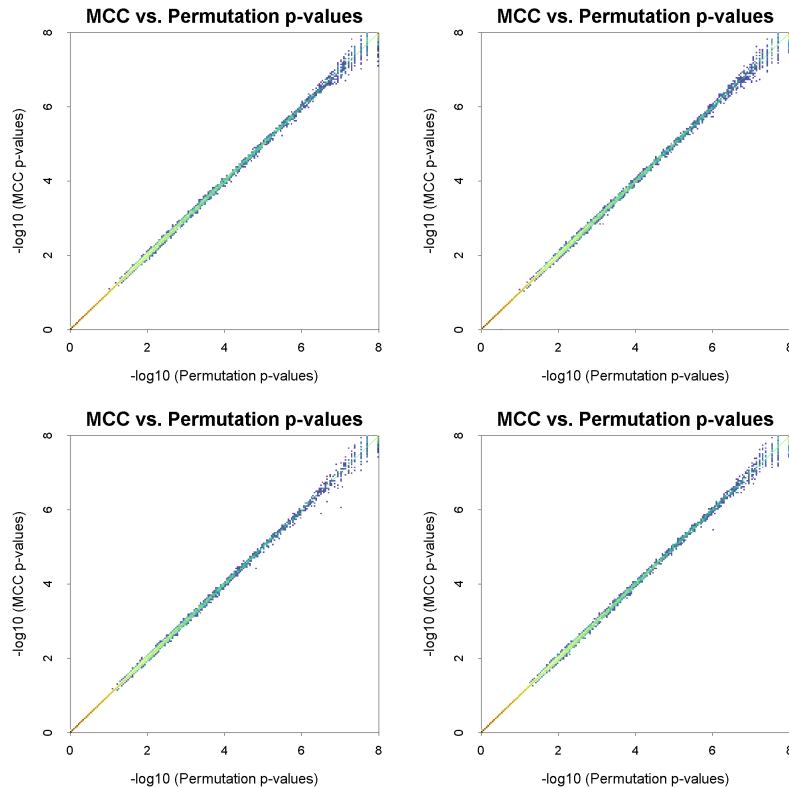 MCC vs. Permutation p-values
8
6
4
2
0
-log10 (MCC p-values)
0 2 4 6 8
-log10 (Permutation p-values)
MCC vs. Permutation p-values
8
6
4
2
0
-log10 (MCC p-values)
0 2 4 6 8
-log10 (Permutation p-values)
MCC vs. Permutation p-values
8
6
4
2
0
-log10 (MCC p-values)
0 2 4 6 8
-log10 (Permutation p-values)
MCC vs. Permutation p-values
8
6
4
2
0
-log10 (MCC p-values)
0 2 4 6 8
-log10 (Permutation p-values)